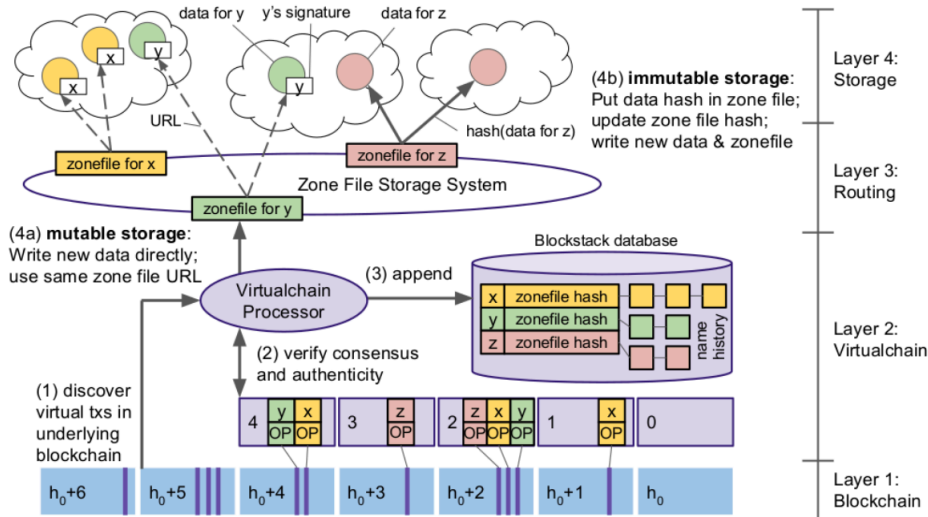 data for y
y's signature
data for z
x
x
y
y
URL
hash(data for z)
(4b) immutable storage:
Put data hash in zone file;
update zone file hash;
write new data & zonefile
Layer 4:
Storage
zonefile for x
zonefile for z
Zone File Storage System
zonefile for y
Layer 3:
Routing
(4a) mutable storage:
Write new data directly;
use same zone file URL
Virtualchain
Processor
(3) append
Blockstack database
x zonefile hash
y zonefile hash
z zonefile hash
name
history
Layer 2:
Virtualchain
(2) verify consensus
and authenticity
(1) discover
virtual txs in
underlying
blockchain
4 y x
OP OP
3 z
OP
2 z x y
OP OP OP
1 x
OP
0
h₀+6
h₀+5
h₀+4
h₀+3
h₀+2
h₀+1
h₀
Layer 1:
Blockchain